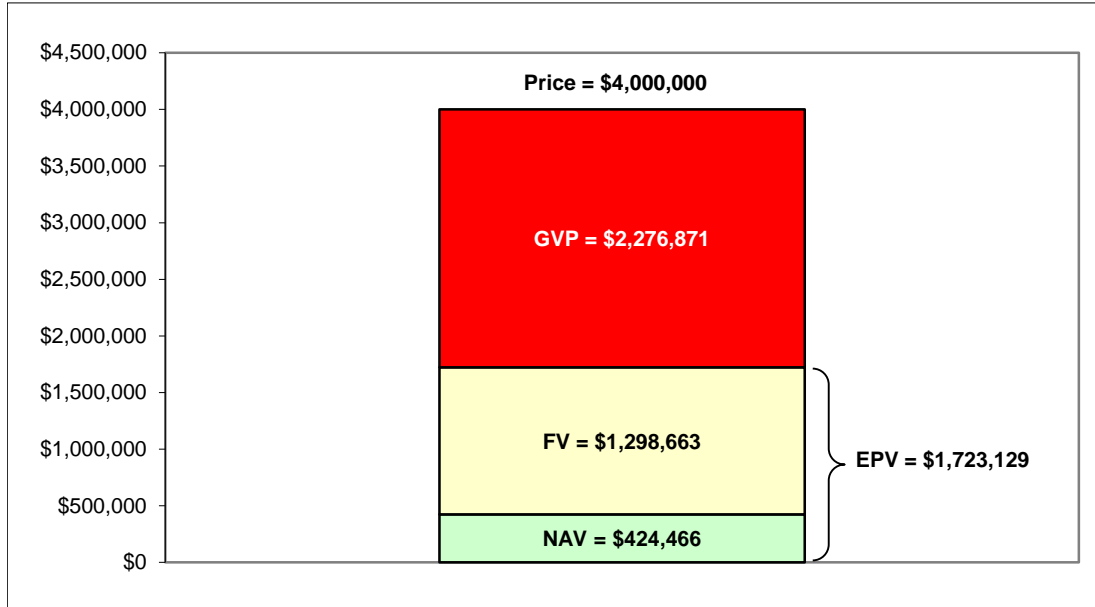 $4,500,000
$4,000,000
$3,500,000
$3,000,000
$2,500,000
$2,000,000
$1,500,000
$1,000,000
$500,000
$0
Price = $4,000,000
GVP = $2,276,871
FV = $1,298,663
EPV = $1,723,129
NAV = $424,466